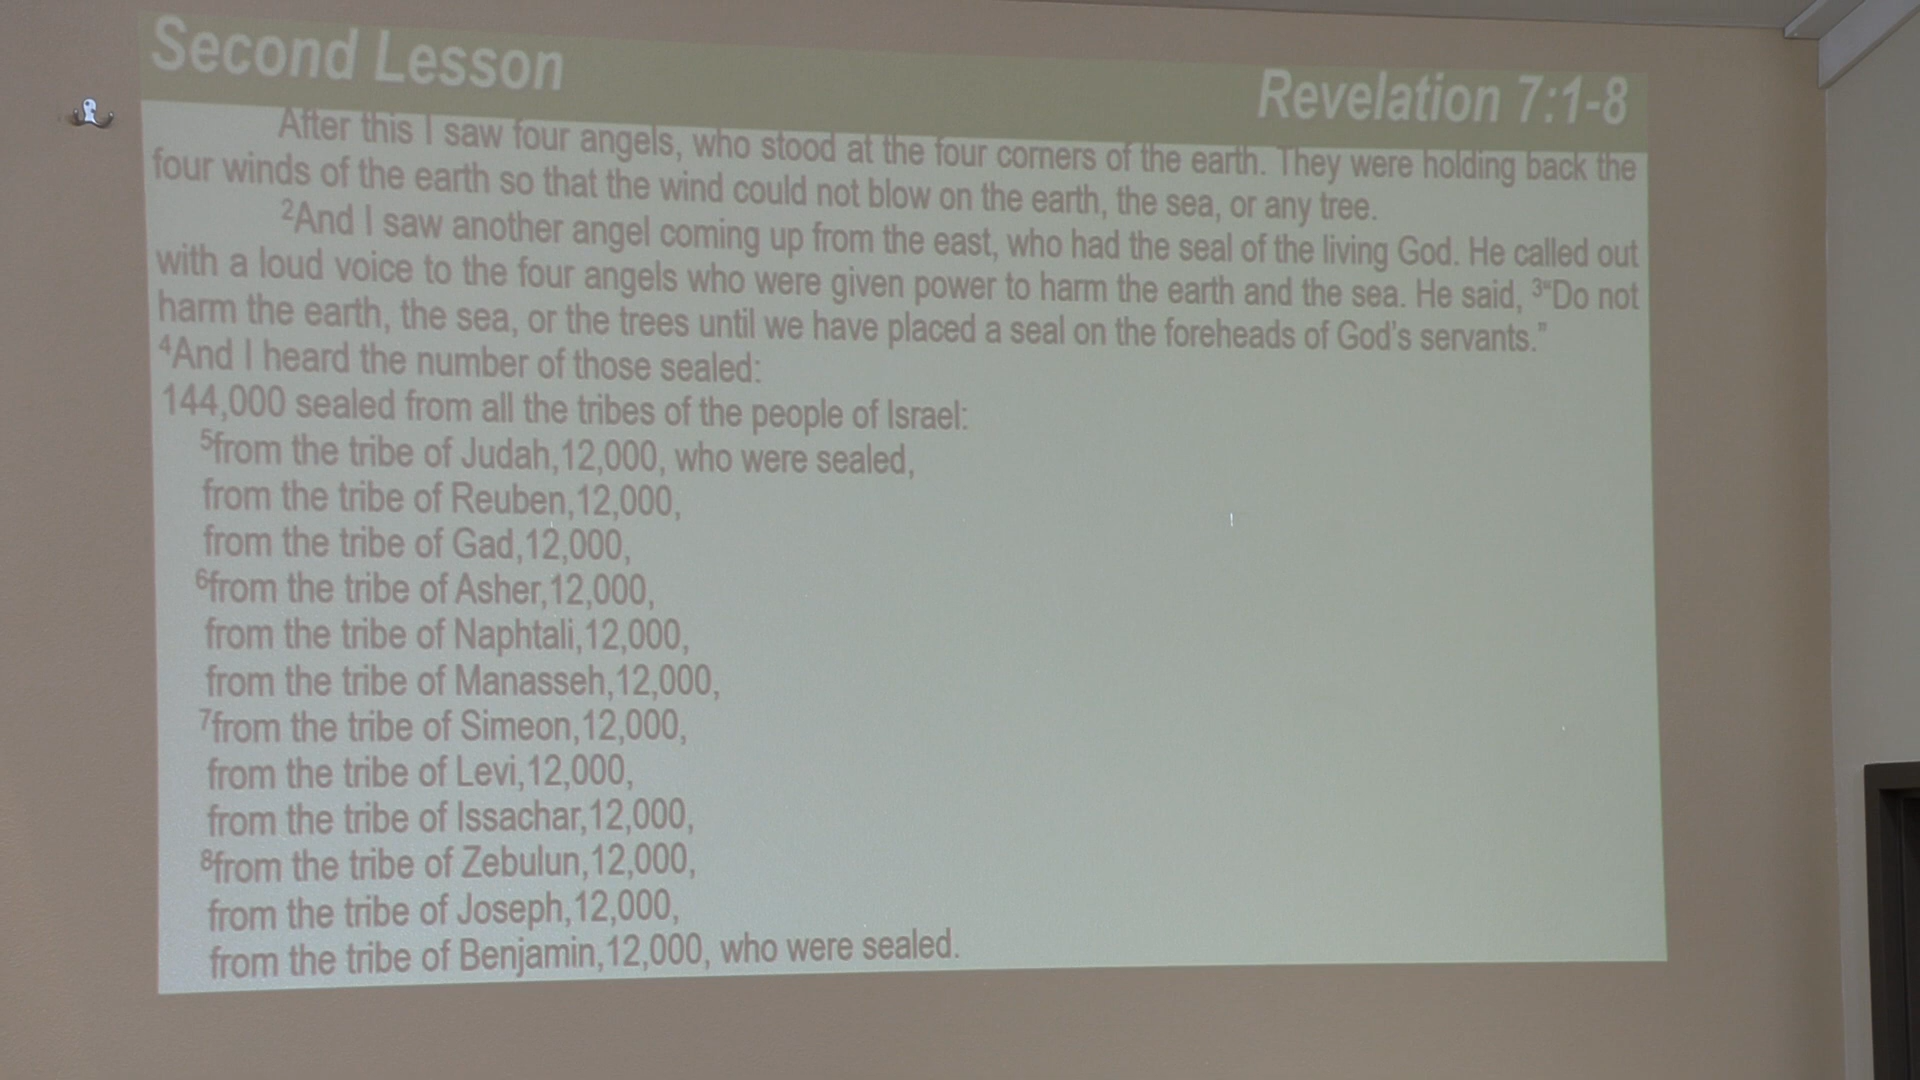 Second Lesson
Revelation 7:1-8
After this I saw four angels, who stood at the four corners of the earth. They were holding back the
four winds of the earth so that the wind could not blow on the earth, the sea, or any tree.
²And I saw another angel coming up from the east, who had the seal of the living God. He called out
with a loud voice to the four angels who were given power to harm the earth and the sea. He said, ³“Do not
harm the earth, the sea, or the trees until we have placed a seal on the foreheads of God's servants.”
⁴And I heard the number of those sealed:
144,000 sealed from all the tribes of the people of Israel:
⁵from the tribe of Judah,12,000, who were sealed,
from the tribe of Reuben,12,000,
from the tribe of Gad,12,000,
⁶from the tribe of Asher,12,000,
from the tribe of Naphtali,12,000,
from the tribe of Manasseh,12,000,
⁷from the tribe of Simeon,12,000,
from the tribe of Levi,12,000,
from the tribe of Issachar,12,000,
⁸from the tribe of Zebulun,12,000,
from the tribe of Joseph,12,000,
from the tribe of Benjamin,12,000, who were sealed.